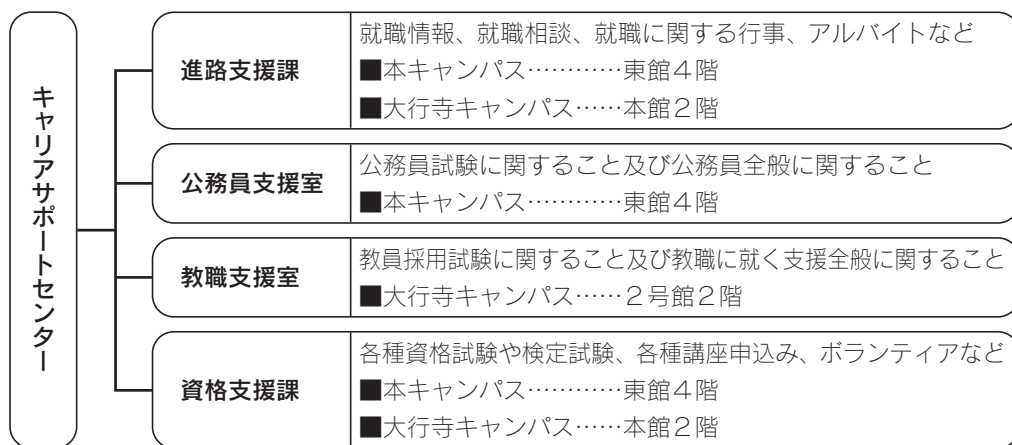 キャリアサポートセンター
進路支援課
就職情報、就職相談、就職に関する行事、アルバイトなど
■本キャンパス…………東館４階
■大行寺キャンパス……本館２階
公務員支援室
公務員試験に関すること及び公務員全般に関すること
■本キャンパス…………東館４階
教職支援室
教員採用試験に関すること及び教職に就く支援全般に関すること
■大行寺キャンパス……２号館２階
資格支援課
各種資格試験や検定試験、各種講座申込み、ボランティアなど
■本キャンパス…………東館４階
■大行寺キャンパス……本館２階